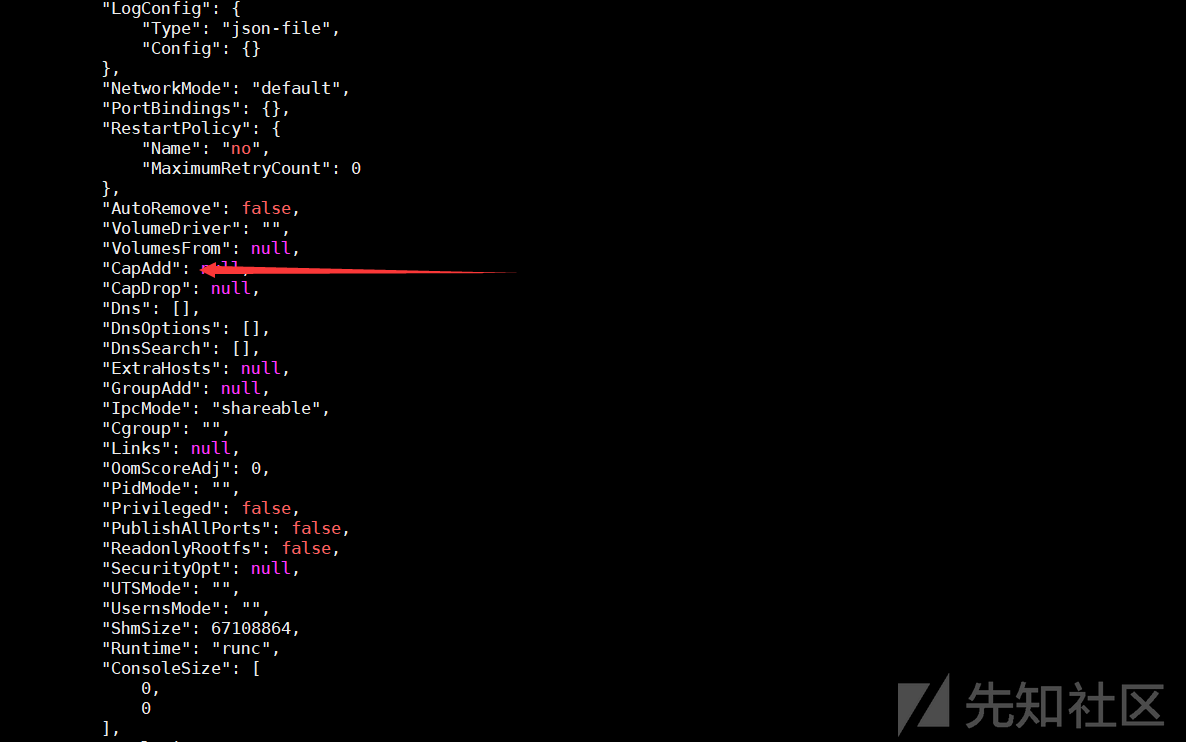 "LogConfig": {
    "Type": "json-file",
    "Config": {}
},
"NetworkMode": "default",
"PortBindings": {},
"RestartPolicy": {
    "Name": "no",
    "MaximumRetryCount": 0
},
"AutoRemove": false,
"VolumeDriver": "",
"VolumesFrom": null,
"CapAdd": null,
"CapDrop": null,
"Dns": [],
"DnsOptions": [],
"DnsSearch": [],
"ExtraHosts": null,
"GroupAdd": null,
"IpcMode": "shareable",
"Cgroup": "",
"Links": null,
"OomScoreAdj": 0,
"PidMode": "",
"Privileged": false,
"PublishAllPorts": false,
"ReadonlyRootfs": false,
"SecurityOpt": null,
"UTSMode": "",
"UsernsMode": "",
"ShmSize": 67108864,
"Runtime": "runc",
"ConsoleSize": [
    0,
    0
],
先知社区